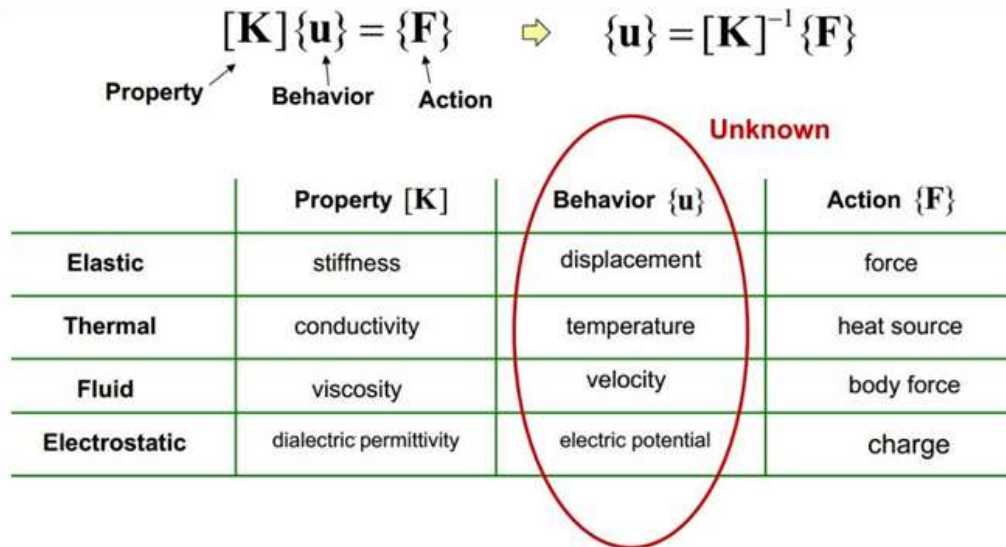 [K]{u} = {F} ⇨ {u} = [K]⁻¹{F}
Property Behavior Action
Unknown
Property [K] Behavior {u} Action {F}
Elastic stiffness displacement force
Thermal conductivity temperature heat source
Fluid viscosity velocity body force
Electrostatic dialectric permittivity electric potential charge